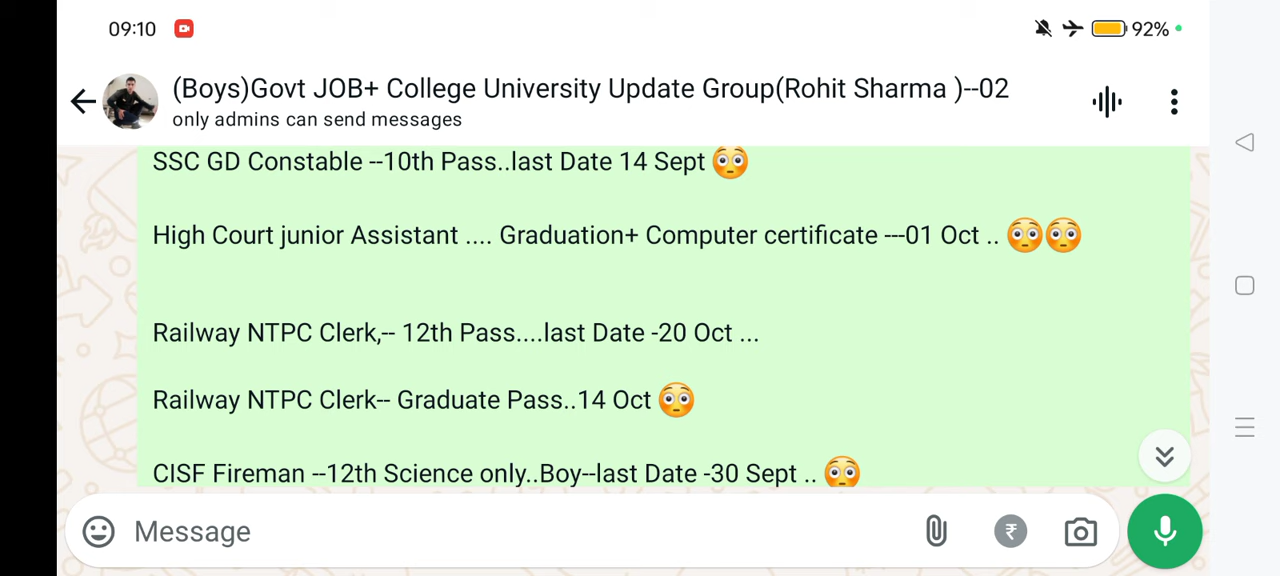 09:10
92%
(Boys)Govt JOB+ College University Update Group(Rohit Sharma )--02
only admins can send messages
SSC GD Constable --10th Pass..last Date 14 Sept 😳
High Court junior Assistant .... Graduation+ Computer certificate ---01 Oct .. 😳😳
Railway NTPC Clerk,-- 12th Pass....last Date -20 Oct ...
Railway NTPC Clerk-- Graduate Pass..14 Oct 😳
CISF Fireman --12th Science only..Boy--last Date -30 Sept .. 😳
Message
₹